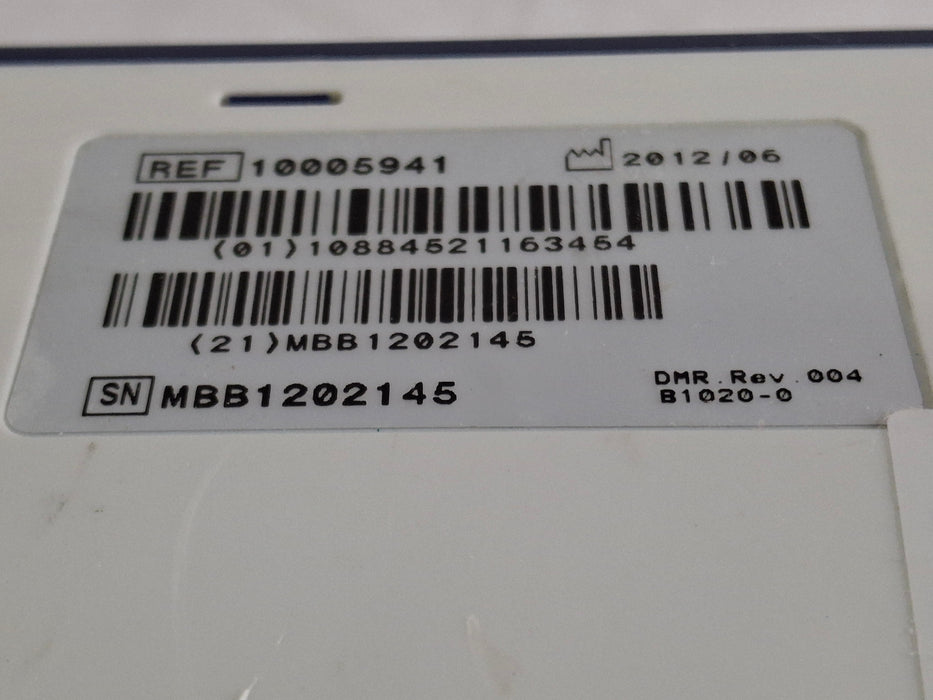 REF 10005941 2012/06
(01)10884521163454
(21)MBB1202145
SN MBB1202145
DMR.Rev.004
B1020-0